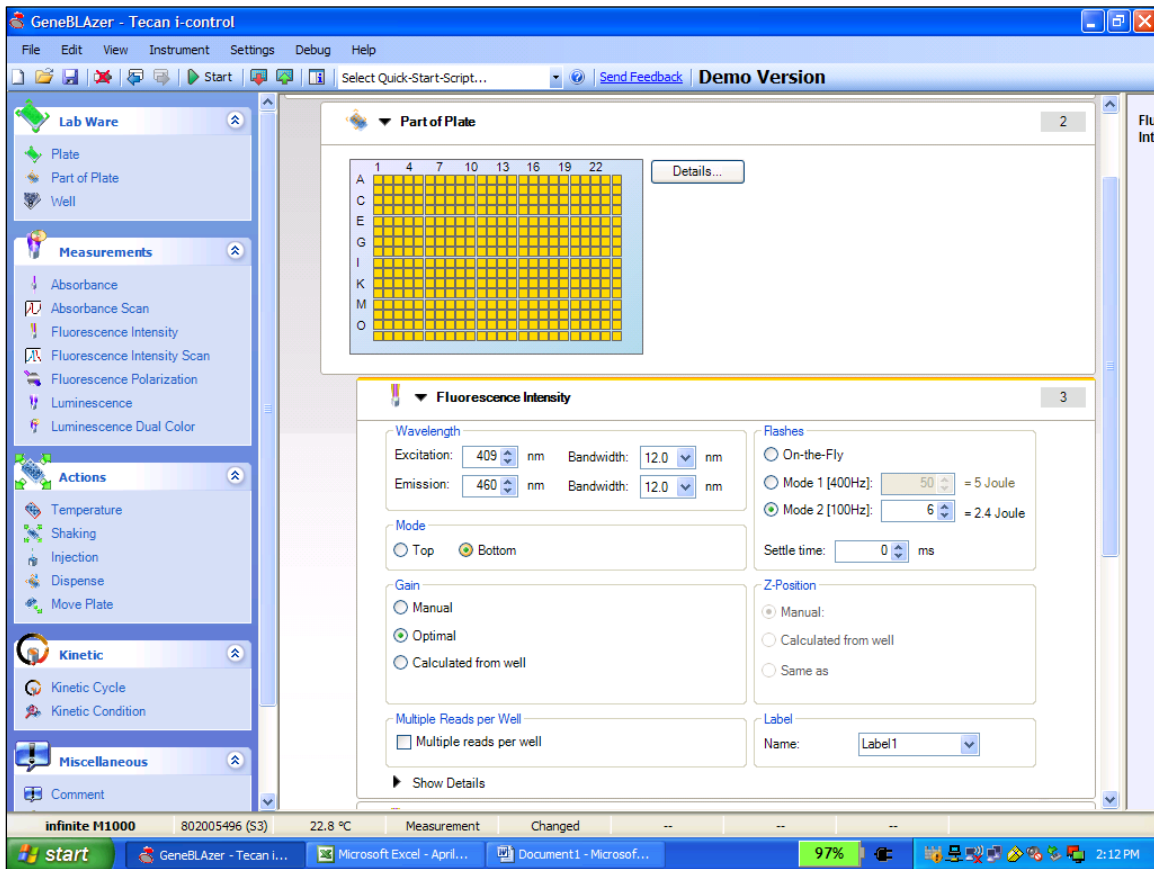 GeneBLAzer - Tecan i-control
File Edit View Instrument Settings Debug Help
Start Select Quick-Start-Script... Send Feedback Demo Version
Lab Ware
Plate
Part of Plate
Well
Measurements
Absorbance
Absorbance Scan
Fluorescence Intensity
Fluorescence Intensity Scan
Fluorescence Polarization
Luminescence
Luminescence Dual Color
Actions
Temperature
Shaking
Injection
Dispense
Move Plate
Kinetic
Kinetic Cycle
Kinetic Condition
Miscellaneous
Comment
Part of Plate 2
1 4 7 10 13 16 19 22
A
C
E
G
I
K
M
O
Details...
Fluorescence Intensity 3
Wavelength
Excitation: 409 nm Bandwidth: 12.0 nm
Emission: 460 nm Bandwidth: 12.0 nm
Flashes
On-the-Fly
Mode 1 [400Hz]: 50 = 5 Joule
Mode 2 [100Hz]: 6 = 2.4 Joule
Settle time: 0 ms
Mode
Top Bottom
Gain
Manual
Optimal
Calculated from well
Z-Position
Manual:
Calculated from well
Same as
Multiple Reads per Well
Multiple reads per well
Label
Name: Label1
Show Details
Flu
Int
infinite M1000 802005496 (S3) 22.8 °C Measurement Changed -- -- --
start GeneBLAzer - Tecan i... Microsoft Excel - April... Document1 - Microsof... 97% 2:12 PM